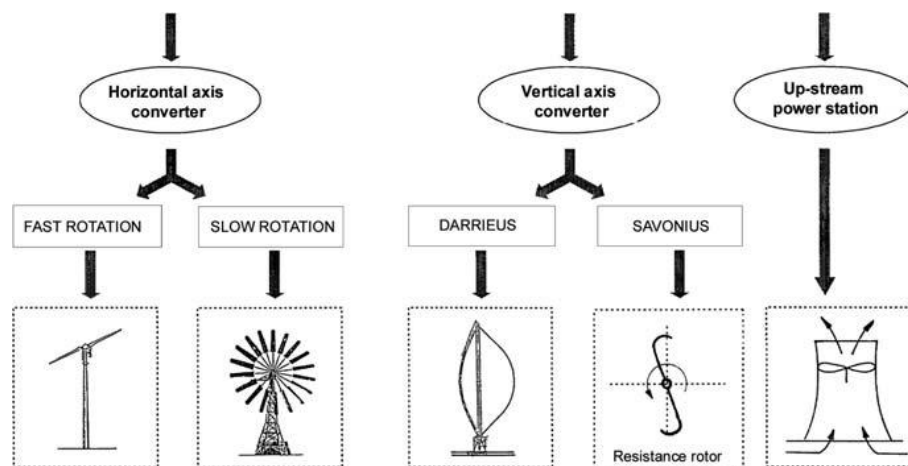 Horizontal axis
converter
Vertical axis
converter
Up-stream
power station
FAST ROTATION
SLOW ROTATION
DARRIEUS
SAVONIUS
Resistance rotor